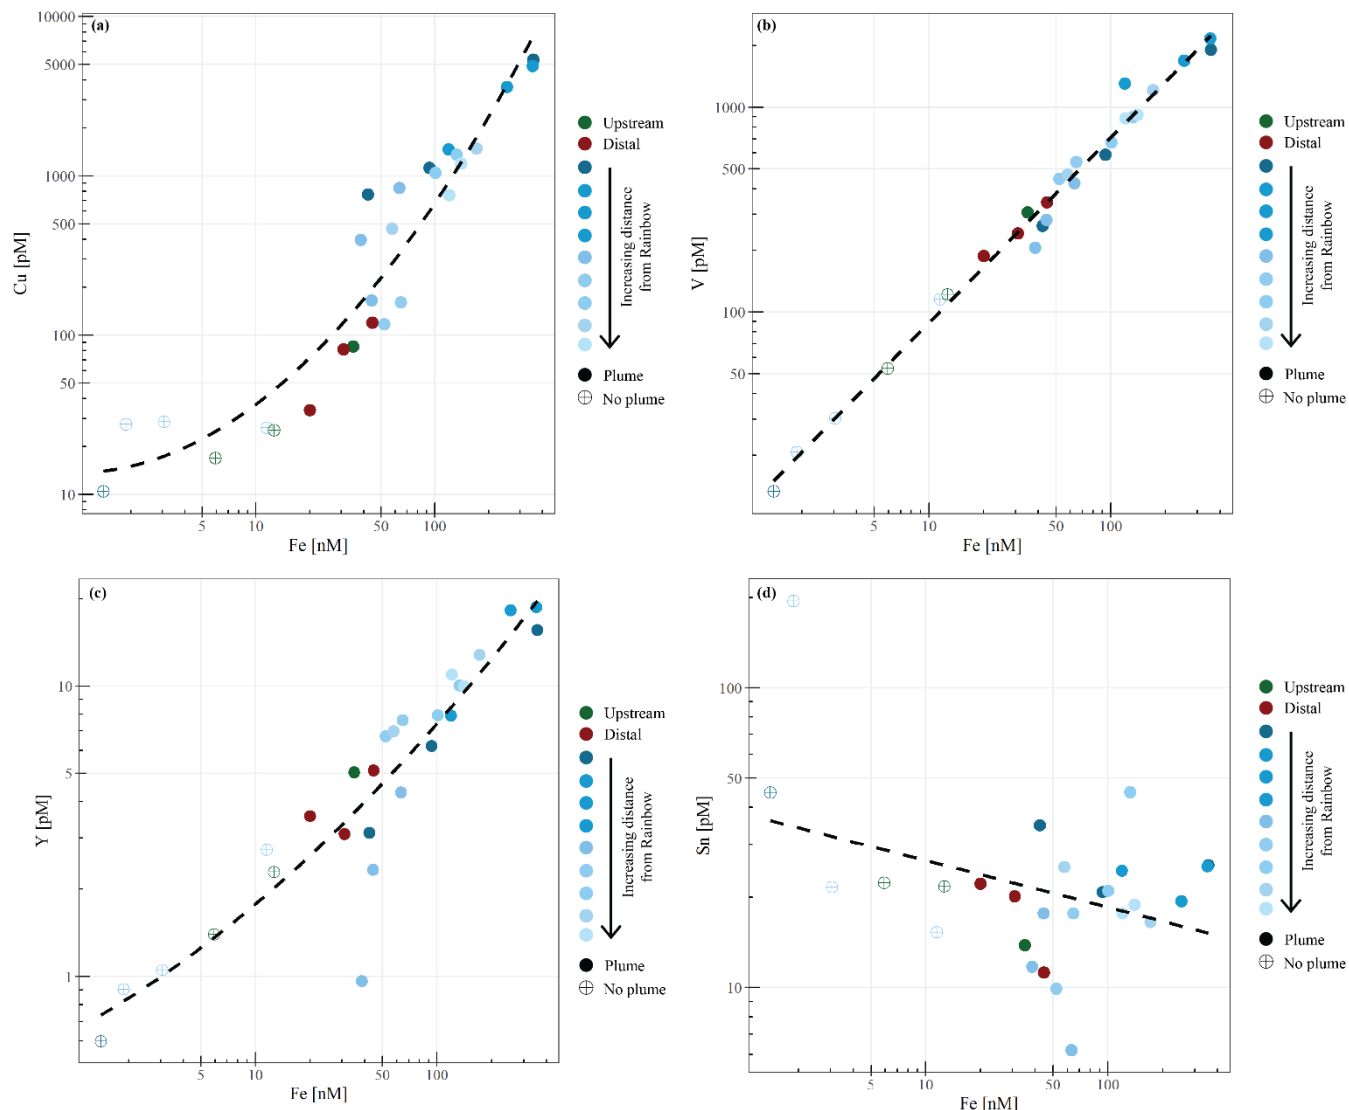 (a)
10000
5000
1000
500
100
50
10
Cu [pM]
5
10
50
100
Fe [nM]
Upstream
Distal
Increasing distance
from Rainbow
Plume
No plume
(b)
1000
500
100
50
V [pM]
5
10
50
100
Fe [nM]
Upstream
Distal
Increasing distance
from Rainbow
Plume
No plume
(c)
10
5
1
Y [pM]
5
10
50
100
Fe [nM]
Upstream
Distal
Increasing distance
from Rainbow
Plume
No plume
(d)
100
50
10
Sn [pM]
5
10
50
100
Fe [nM]
Upstream
Distal
Increasing distance
from Rainbow
Plume
No plume